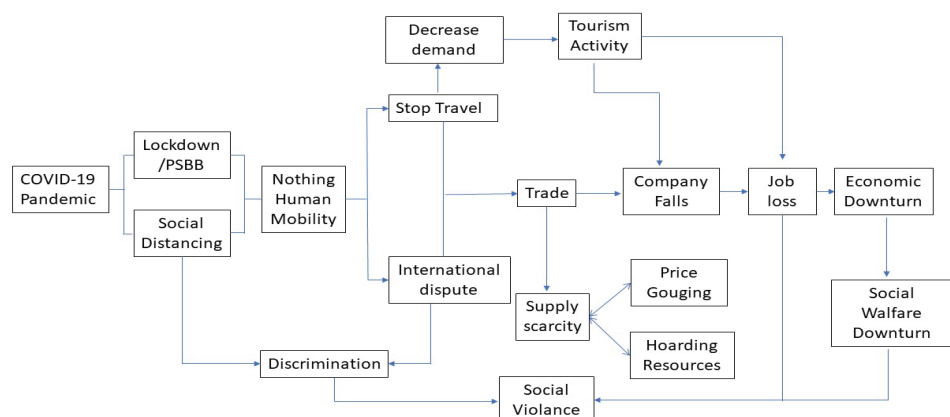 Decrease
demand
Tourism
Activity
Stop Travel
Lockdown
/PSBB
COVID-19
Pandemic
Nothing
Human
Mobility
Social
Distancing
Trade
Company
Falls
Job
loss
Economic
Downturn
International
dispute
Price
Gouging
Supply
scarcity
Social
Walfare
Downturn
Hoarding
Resources
Discrimination
Social
Violance